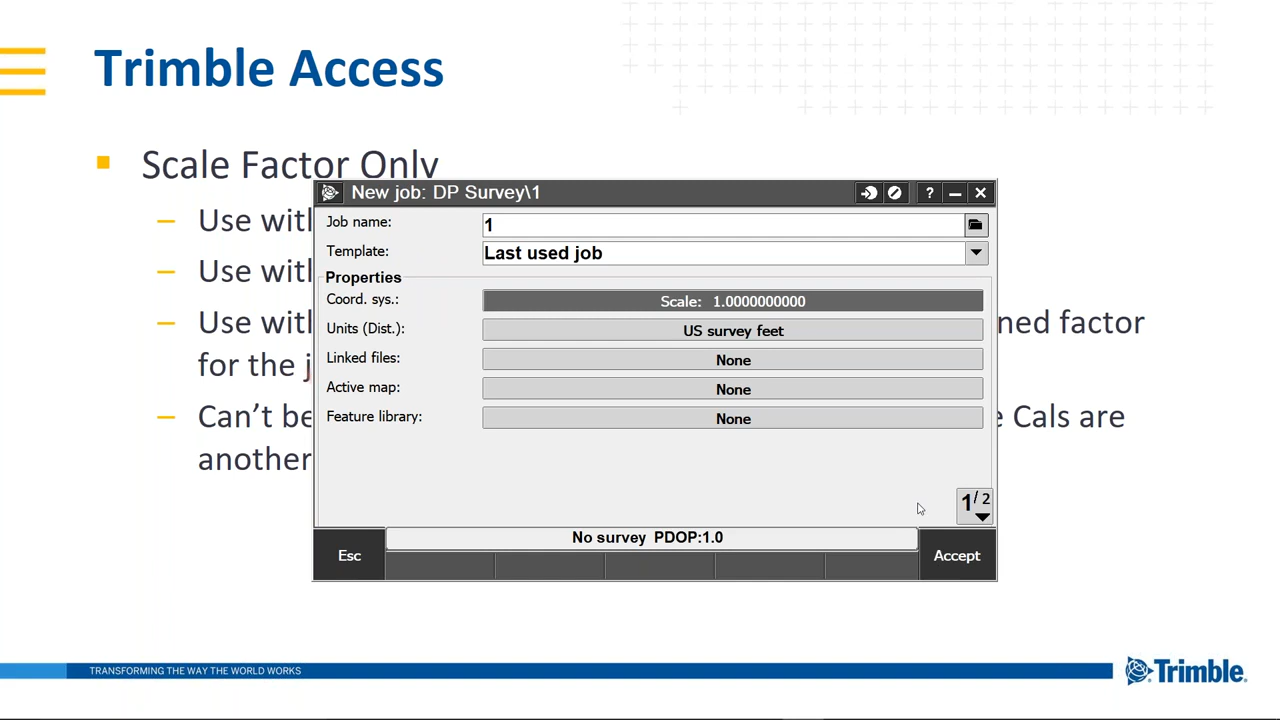 Trimble Access
Scale Factor Only
– Use with
– Use with
– Use with ned factor
for the j
– Can't be e Cals are
another
New job: DP Survey\1
? – ×
Job name: 1
Template: Last used job
Properties
Coord. sys.: Scale: 1.0000000000
Units (Dist.): US survey feet
Linked files: None
Active map: None
Feature library: None
1/2
No survey PDOP:1.0
Esc
Accept
TRANSFORMING THE WAY THE WORLD WORKS
Trimble.